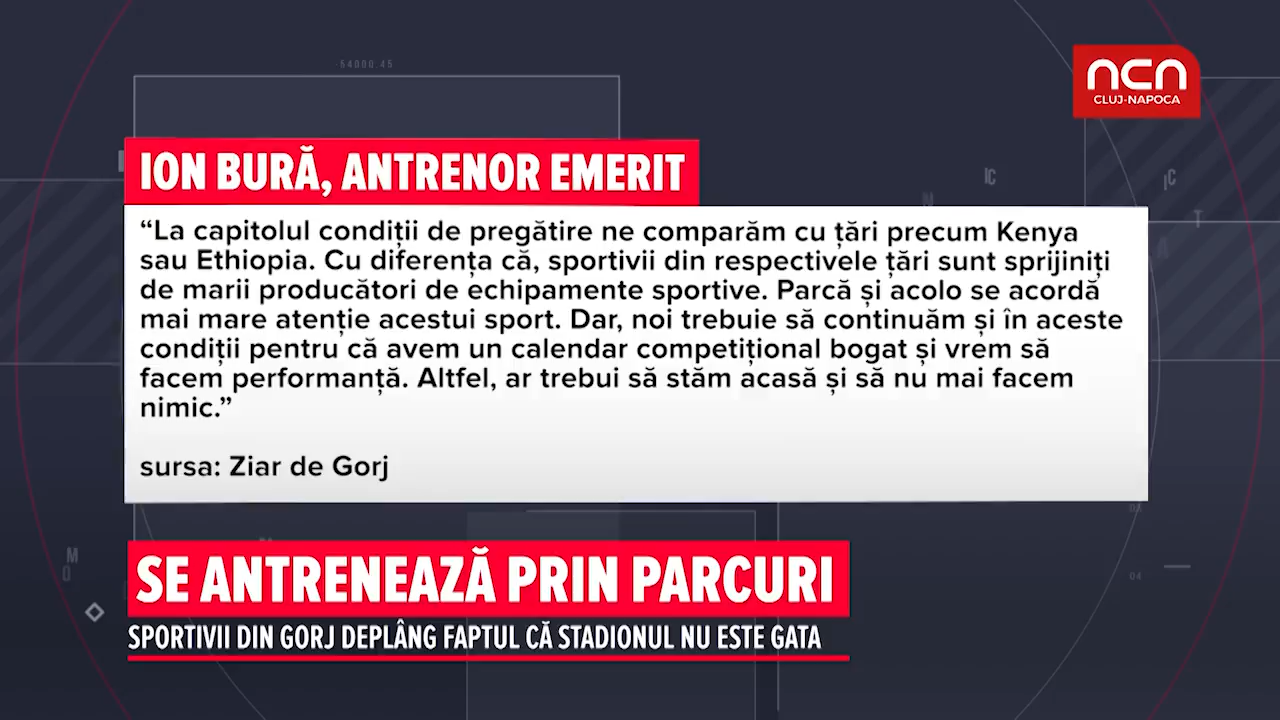 54000.45
ncn
CLUJ-NAPOCA
ION BURĂ, ANTRENOR EMERIT
“La capitolul condiții de pregătire ne comparăm cu țări precum Kenya
sau Ethiopia. Cu diferența că, sportivii din respectivele țări sunt sprijiniți
de marii producători de echipamente sportive. Parcă și acolo se acordă
mai mare atenție acestui sport. Dar, noi trebuie să continuăm și în aceste
condiții pentru că avem un calendar competițional bogat și vrem să
facem performanță. Altfel, ar trebui să stăm acasă și să nu mai facem
nimic.”
sursa: Ziar de Gorj
SE ANTRENEAZĂ PRIN PARCURI
SPORTIVII DIN GORJ DEPLÂNG FAPTUL CĂ STADIONUL NU ESTE GATA
04